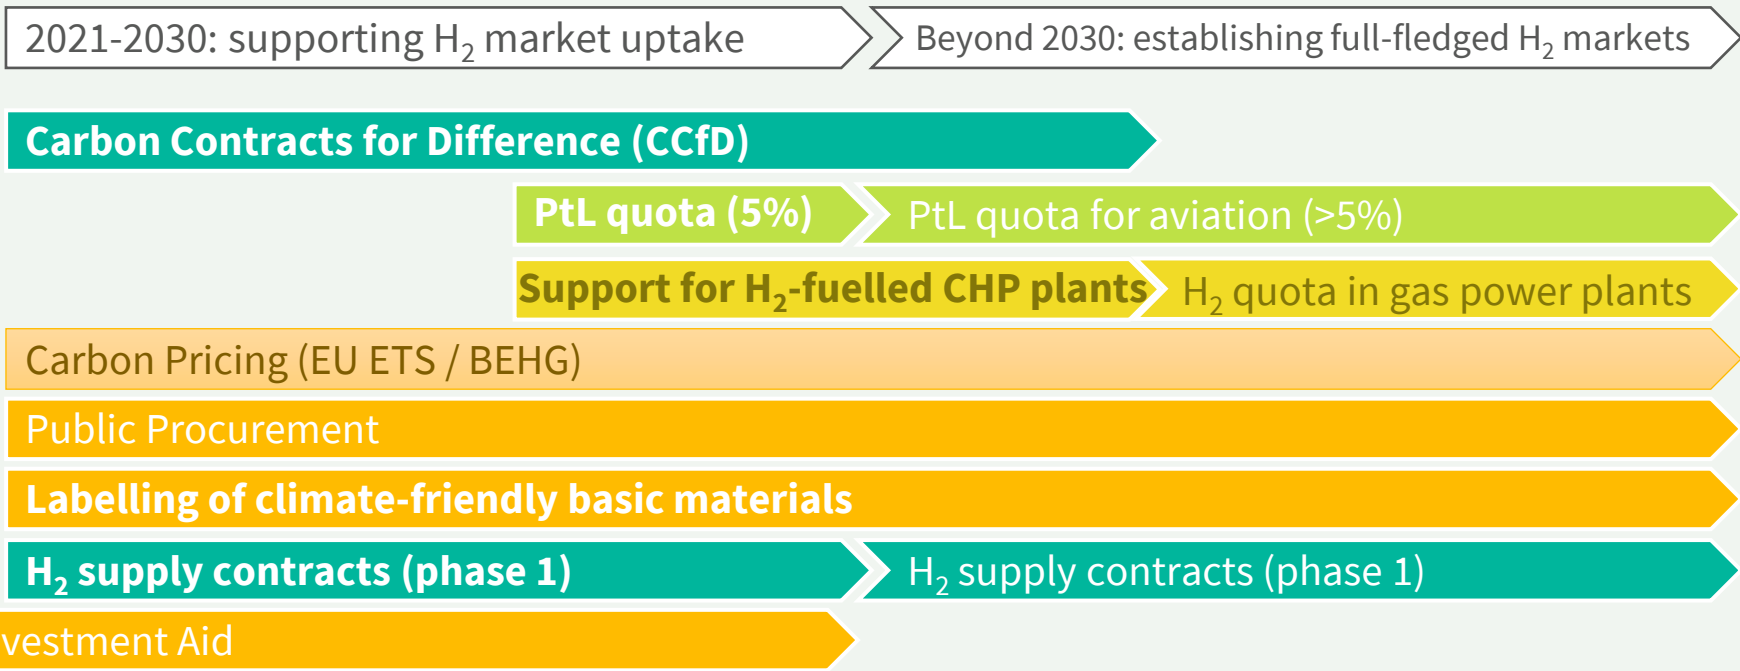 2021-2030: supporting H₂ market uptake
Beyond 2030: establishing full-fledged H₂ markets
Carbon Contracts for Difference (CCfD)
PtL quota (5%)
PtL quota for aviation (>5%)
Support for H₂-fuelled CHP plants
H₂ quota in gas power plants
Carbon Pricing (EU ETS / BEHG)
Public Procurement
Labelling of climate-friendly basic materials
H₂ supply contracts (phase 1)
H₂ supply contracts (phase 1)
vestment Aid